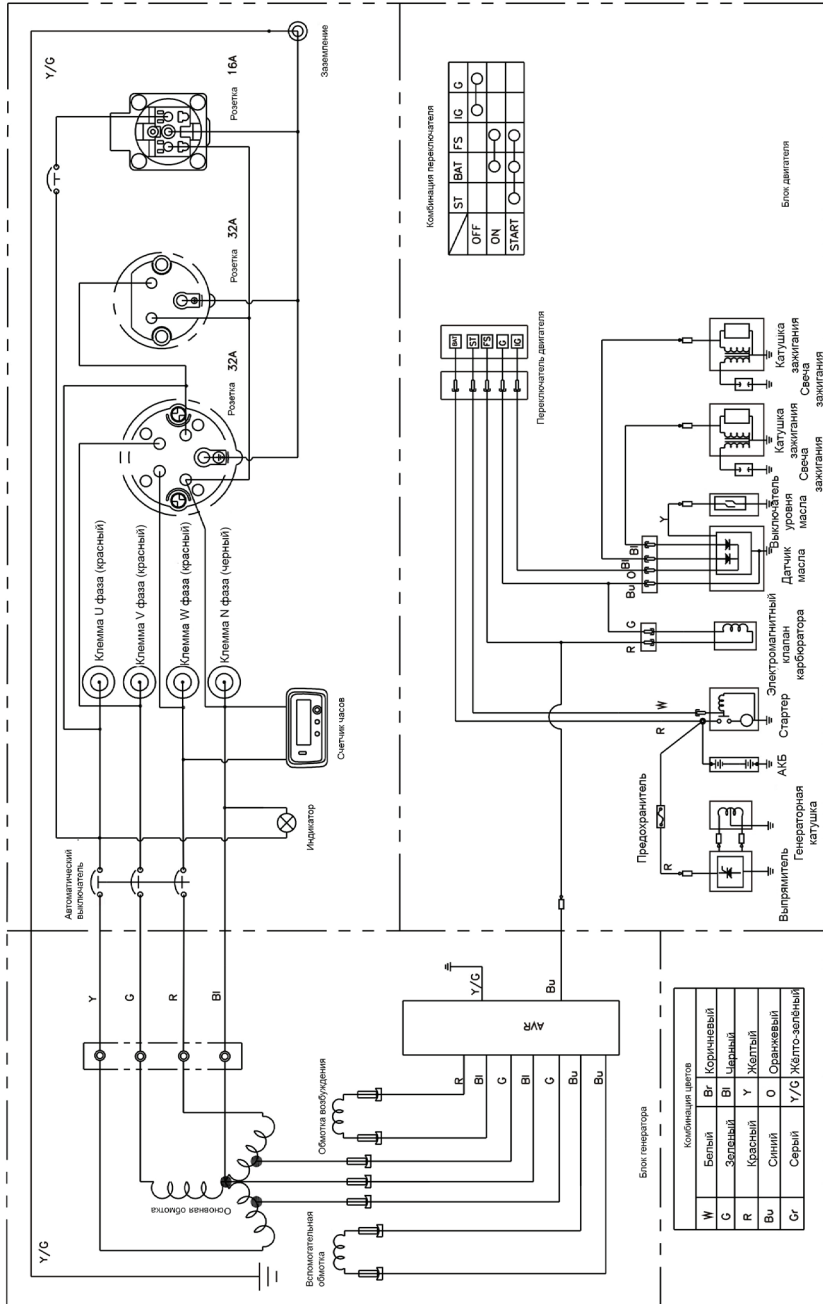 Y/G
Розетка 16А
Заземление
Розетка 32А
Розетка 32А
Клемма U фаза (красный)
Клемма V фаза (красный)
Клемма W фаза (красный)
Клемма N фаза (черный)
Счетчик часов
Индикатор
Автоматический
выключатель
Y
G
R
Bl
Основная обмотка
Y/G
Обмотка возбуждения
Вспомогательная
обмотка
R
Bl
G
Bl
G
Bu
Bu
AVR
Y/G
Bu
Блок генератора
Комбинация цветов
W Белый Br Коричневый
G Зеленый Bl Черный
R Красный Y Желтый
Bu Синий O Оранжевый
Gr Серый Y/G Жёлто-зелёный
Комбинация переключателя
ST BAT FS IG G
OFF
ON
START
Переключатель двигателя
BAT
ST
FS
G
IG
Блок двигателя
Катушка
зажигания
Свеча
зажигания
Катушка
зажигания
Свеча
зажигания
Выключатель
уровня
масла
Y
Датчик
масла
Bl
Bl
O
Bu
Электромагнитный
клапан
карбюратора
G
R
Стартер
W
R
АКБ
Предохранитель
R
Генераторная
катушка
Выпрямитель